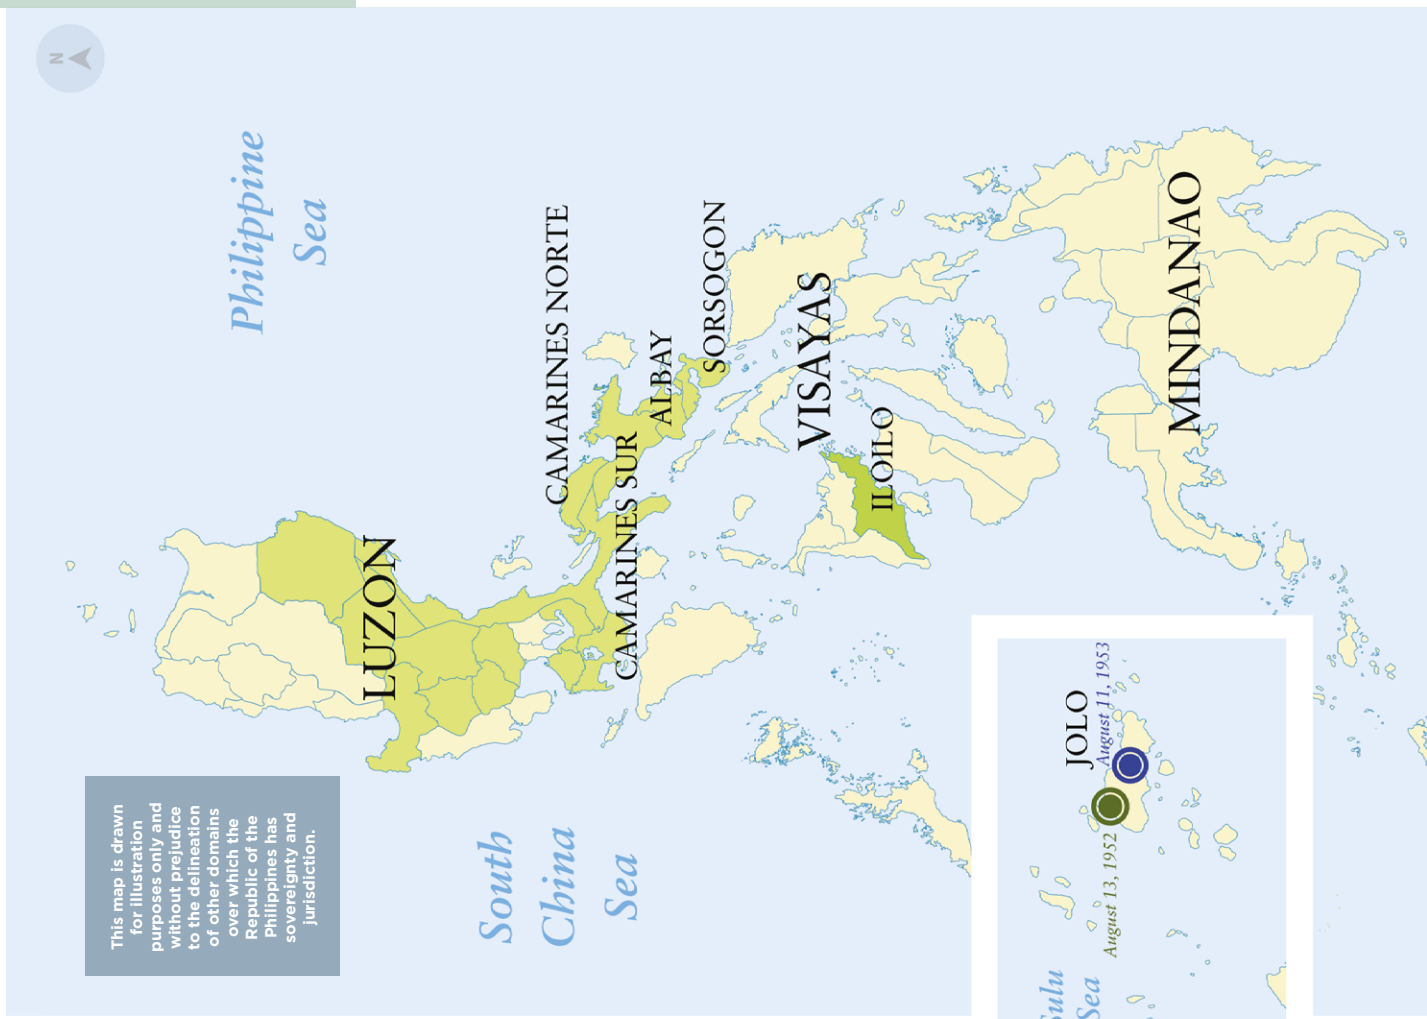 N
Philippine
Sea
CAMARINES NORTE
ALBAY
SORSOGON
VISAYAS
MINDANAO
LUZON
CAMARINES SUR
ILOILO
This map is drawn
for illustration
purposes only and
without prejudice
to the delineation
of other domains
over which the
Republic of the
Philippines has
sovereignty and
jurisdiction.
South
China
Sea
JOLO
August 11, 1953
August 13, 1952
Sulu
Sea